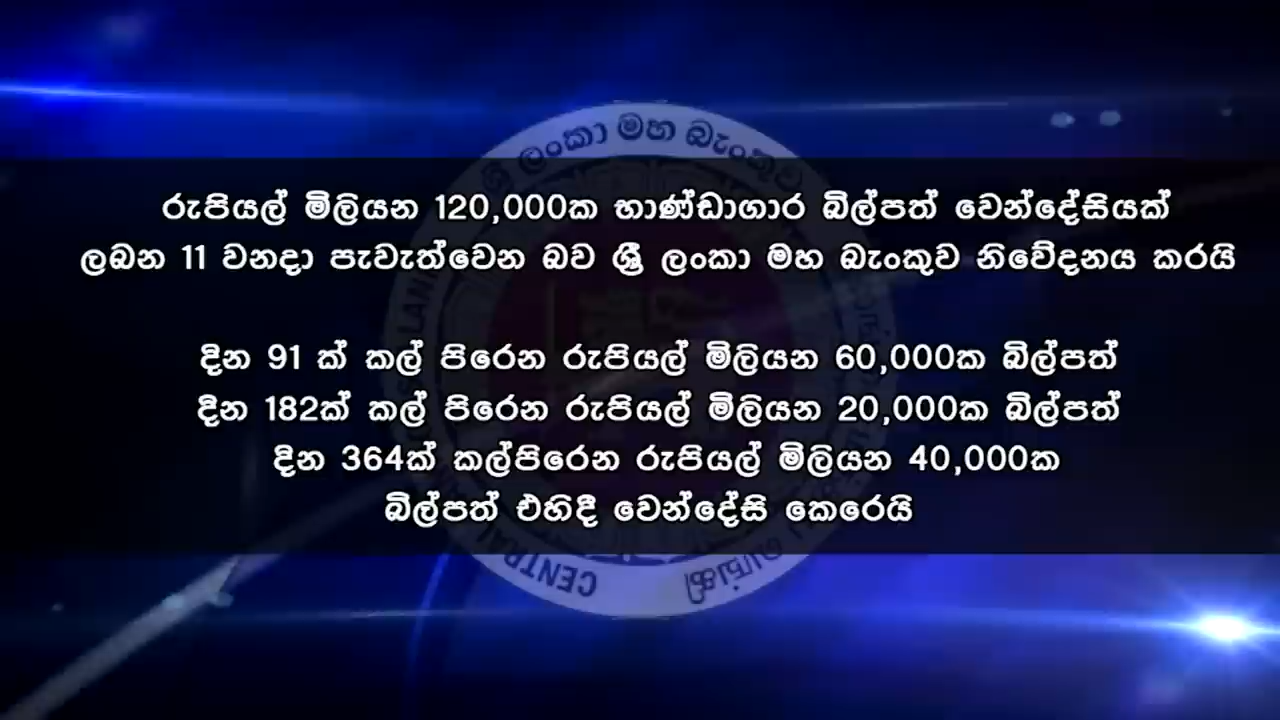 ශ්‍රී ලංකා මහ බැංකුව
රුපියල් මිලියන 120,000ක භාණ්ඩාගාර බිල්පත් වෙන්දේසියක්
ලබන 11 වනදා පැවැත්වෙන බව ශ්‍රී ලංකා මහ බැංකුව නිවේදනය කරයි
දින 91 ක් කල් පිරෙන රුපියල් මිලියන 60,000ක බිල්පත්
දින 182ක් කල් පිරෙන රුපියල් මිලියන 20,000ක බිල්පත්
දින 364ක් කල්පිරෙන රුපියල් මිලියන 40,000ක
බිල්පත් එහිදී වෙන්දේසි කෙරෙයි